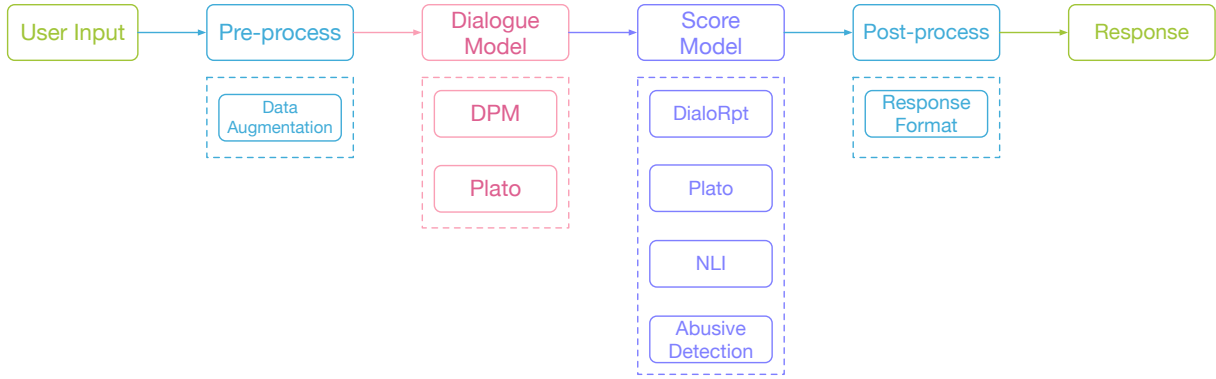 User Input
Pre-process
Dialogue
Model
Score
Model
Post-process
Response
Data
Augmentation
DPM
Plato
DialoRpt
Plato
NLI
Abusive
Detection
Response
Format